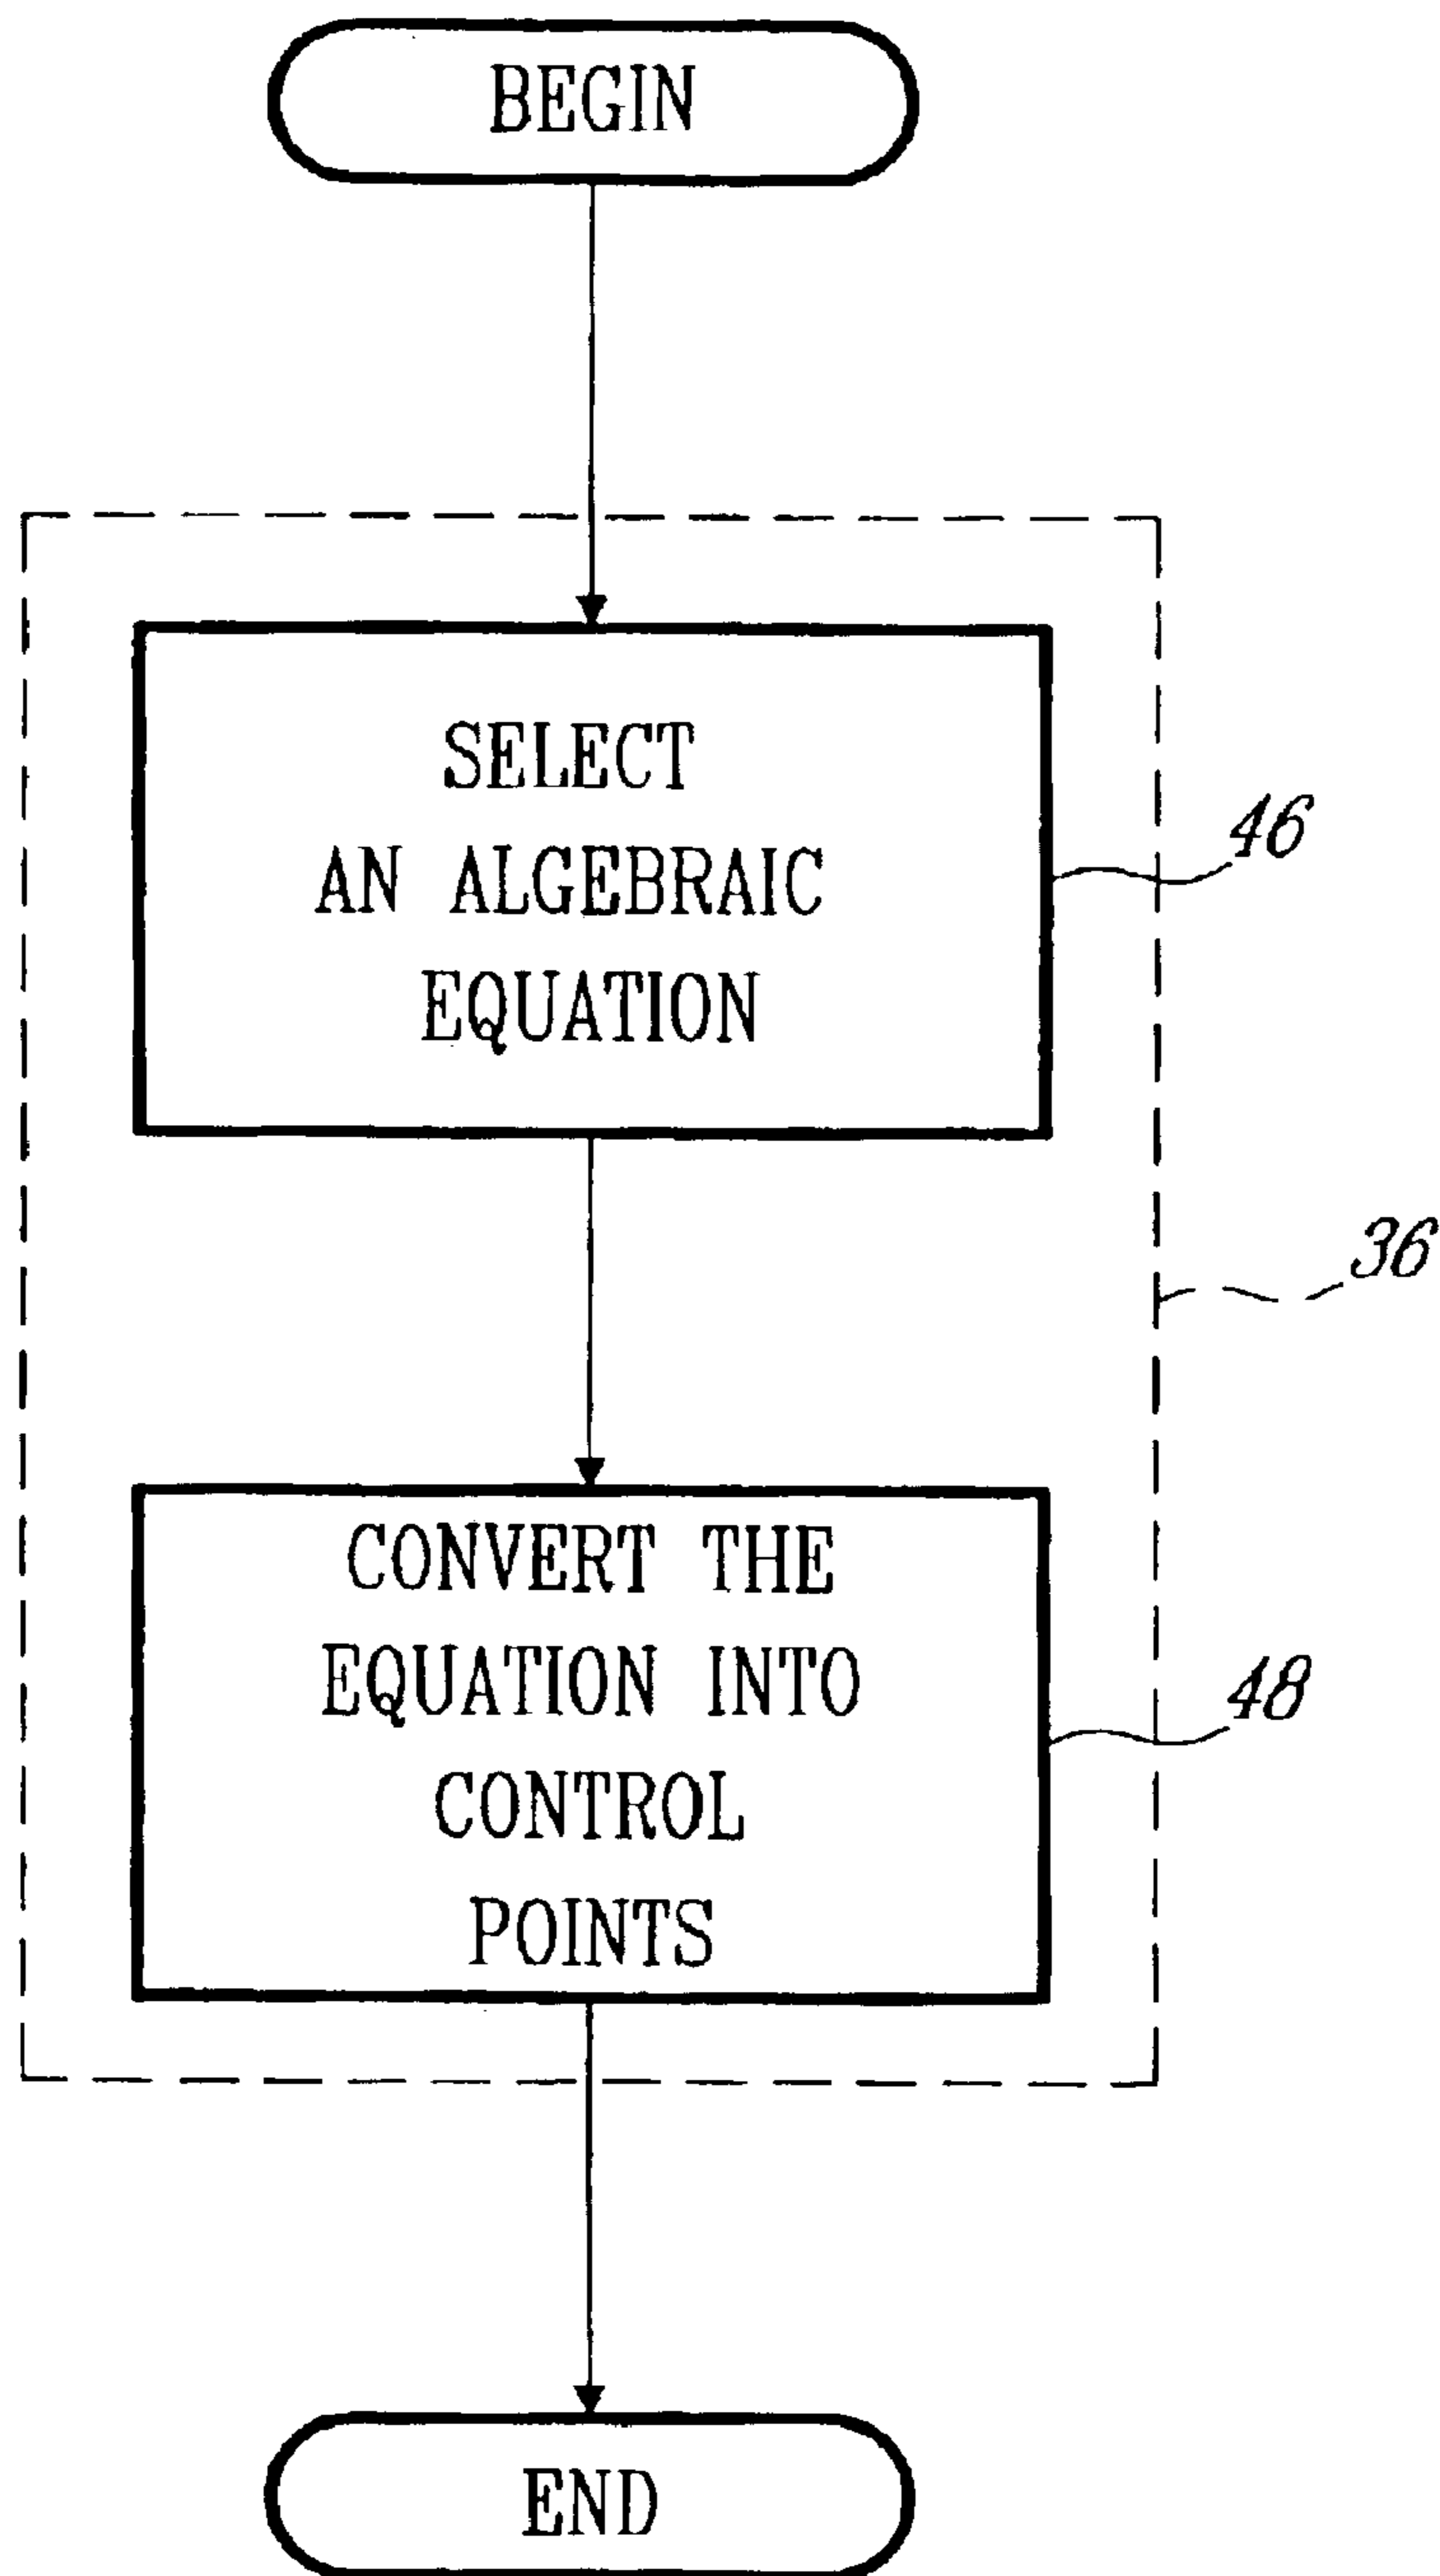 BEGIN
SELECT
AN ALGEBRAIC
EQUATION
46
36
CONVERT THE
EQUATION INTO
CONTROL
POINTS
48
END